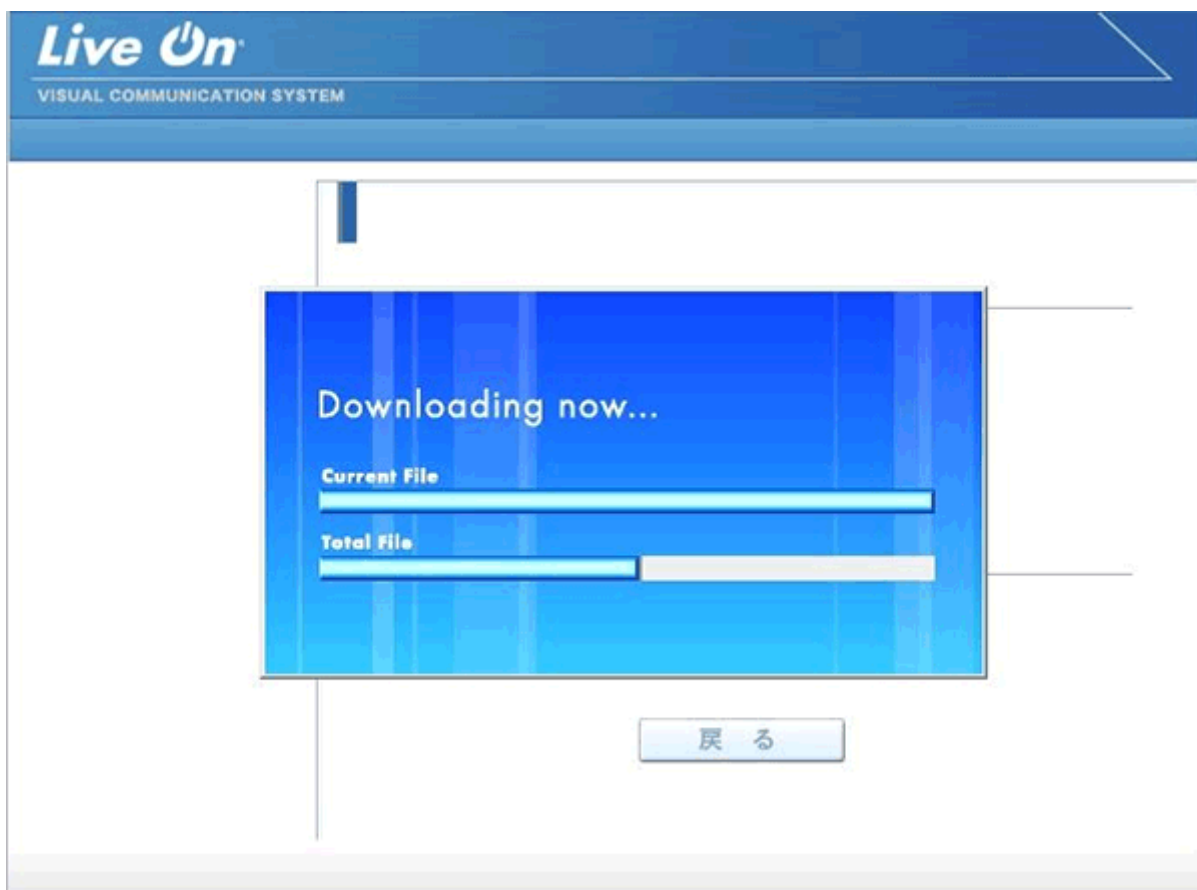 Live On
VISUAL COMMUNICATION SYSTEM
Downloading now...
Current File
Total File
戻 る